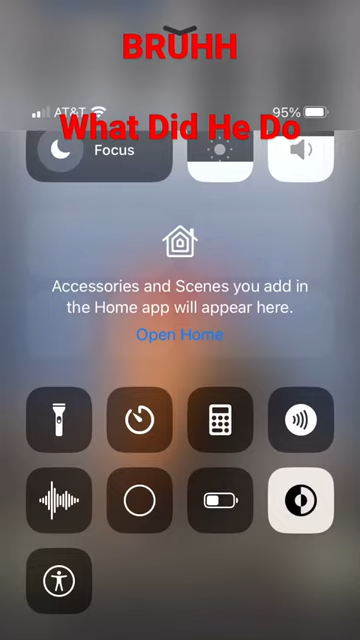 BRUHH
AT&T 95%
What Did He Do
Focus
Accessories and Scenes you add in
the Home app will appear here.
Open Home